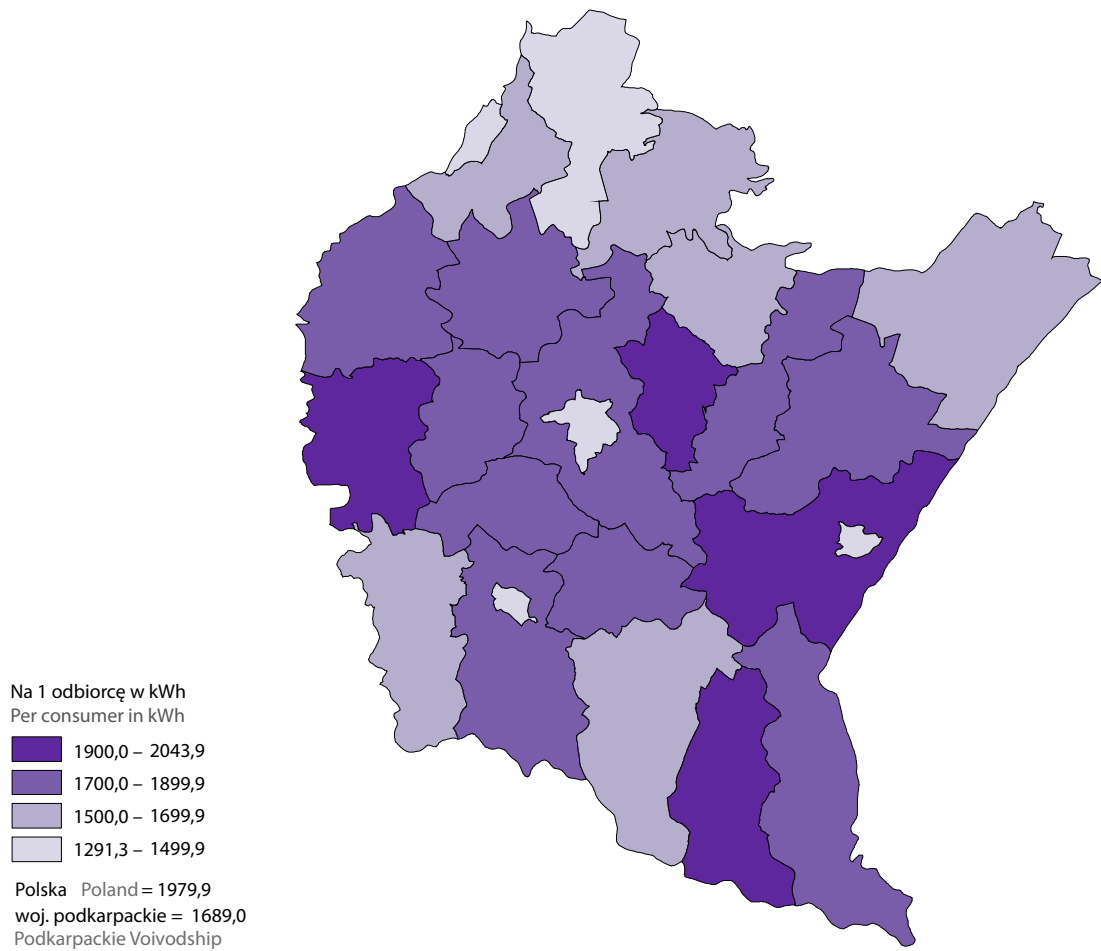 Na 1 odbiorcę w kWh
Per consumer in kWh
1900,0 – 2043,9
1700,0 – 1899,9
1500,0 – 1699,9
1291,3 – 1499,9
Polska Poland = 1979,9
woj. podkarpackie = 1689,0
Podkarpackie Voivodship